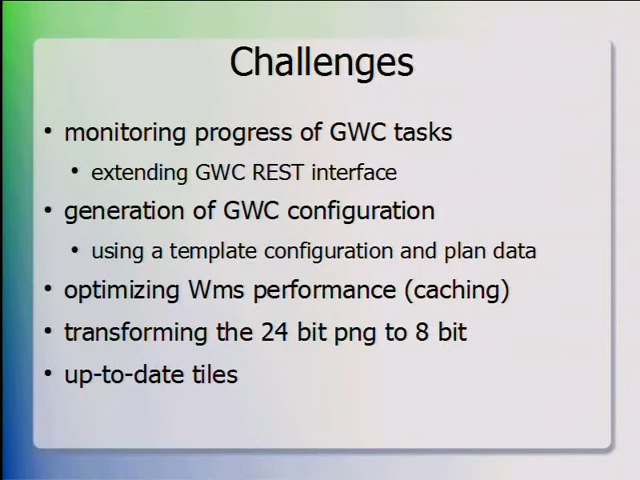 Challenges
• monitoring progress of GWC tasks
• extending GWC REST interface
• generation of GWC configuration
• using a template configuration and plan data
• optimizing Wms performance (caching)
• transforming the 24 bit png to 8 bit
• up-to-date tiles